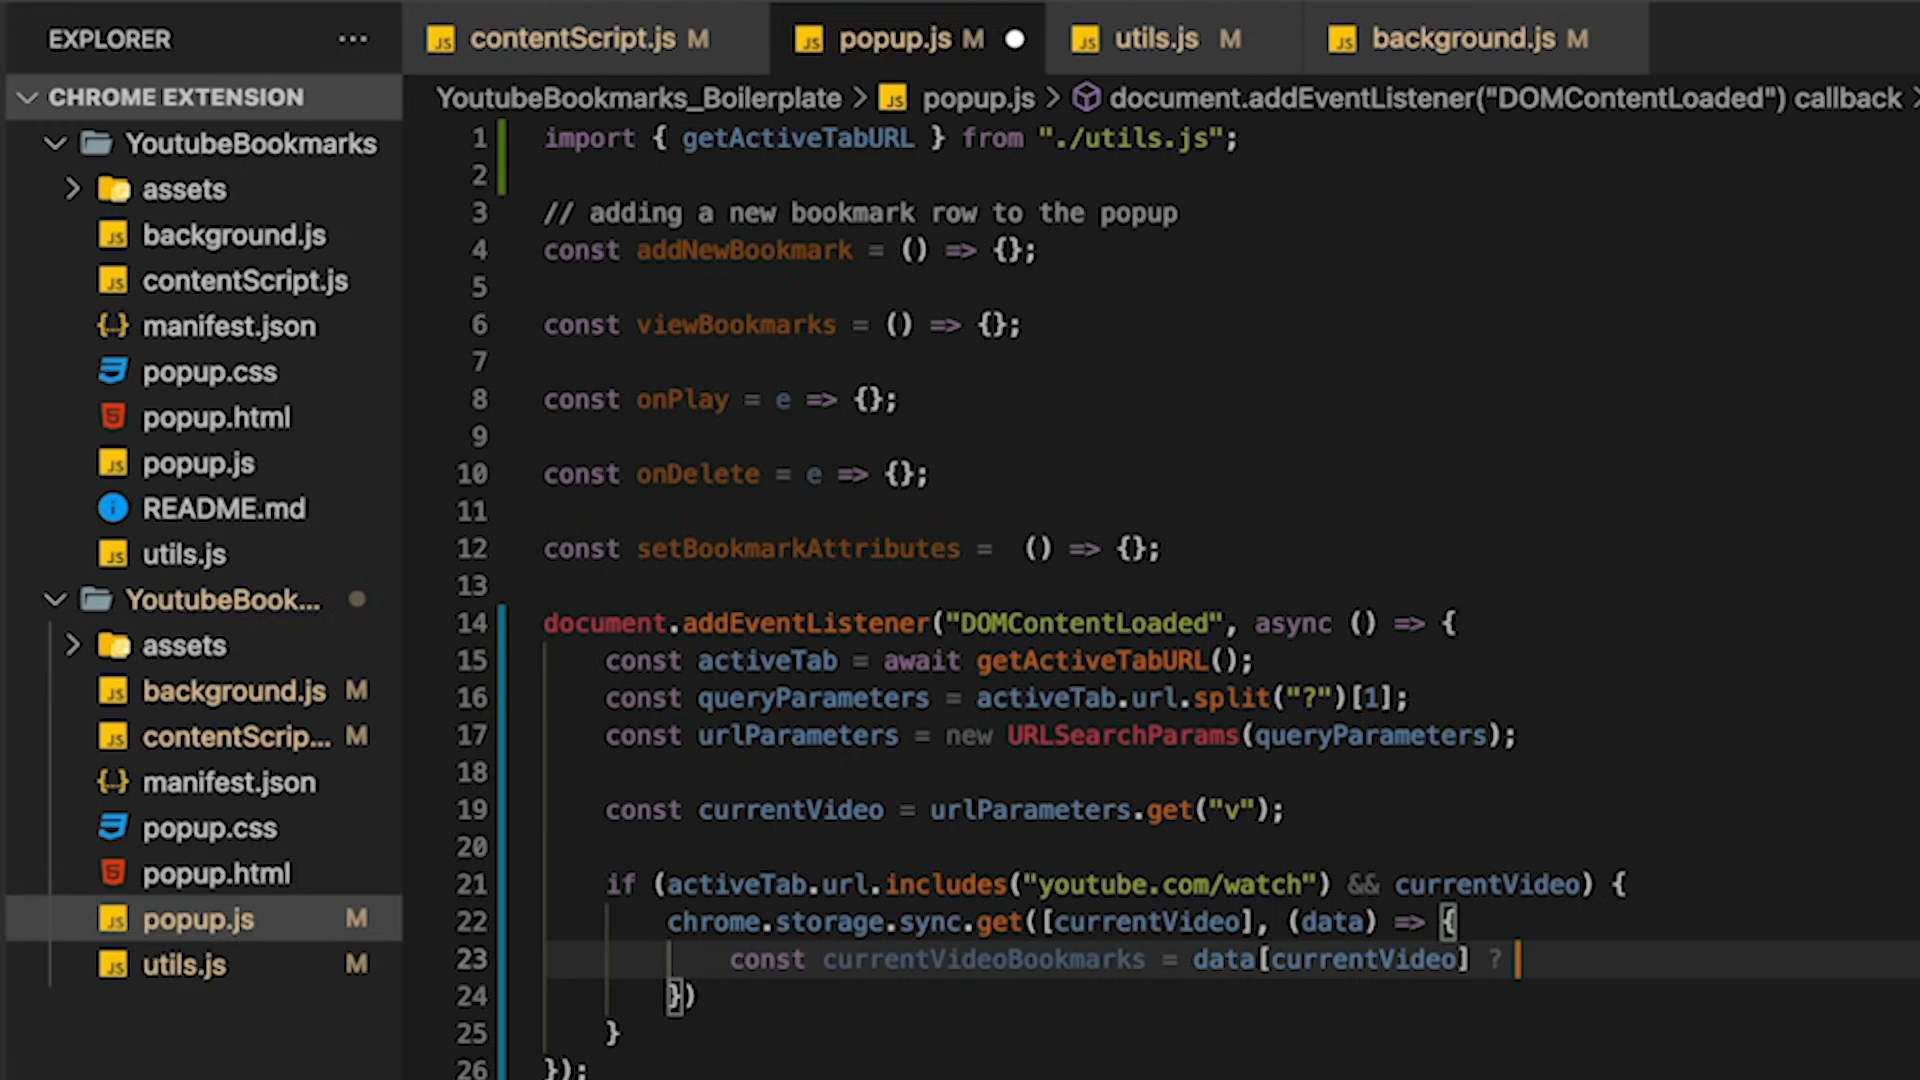 EXPLORER
CHROME EXTENSION
YoutubeBookmarks
assets
background.js
contentScript.js
manifest.json
popup.css
popup.html
popup.js
README.md
utils.js
YoutubeBook...
assets
background.js M
contentScrip... M
manifest.json
popup.css
popup.html
popup.js M
utils.js M
contentScript.js M
popup.js M
utils.js M
background.js M
YoutubeBookmarks_Boilerplate > popup.js > document.addEventListener("DOMContentLoaded") callback >
1 import { getActiveTabURL } from "./utils.js";
2
3 // adding a new bookmark row to the popup
4 const addNewBookmark = () => {};
5
6 const viewBookmarks = () => {};
7
8 const onPlay = e => {};
9
10 const onDelete = e => {};
11
12 const setBookmarkAttributes =  () => {};
13
14 document.addEventListener("DOMContentLoaded", async () => {
15 const activeTab = await getActiveTabURL();
16 const queryParameters = activeTab.url.split("?")[1];
17 const urlParameters = new URLSearchParams(queryParameters);
18
19 const currentVideo = urlParameters.get("v");
20
21 if (activeTab.url.includes("youtube.com/watch") && currentVideo) {
22 chrome.storage.sync.get([currentVideo], (data) => {
23 const currentVideoBookmarks = data[currentVideo] ?
24 })
25 }
26 });